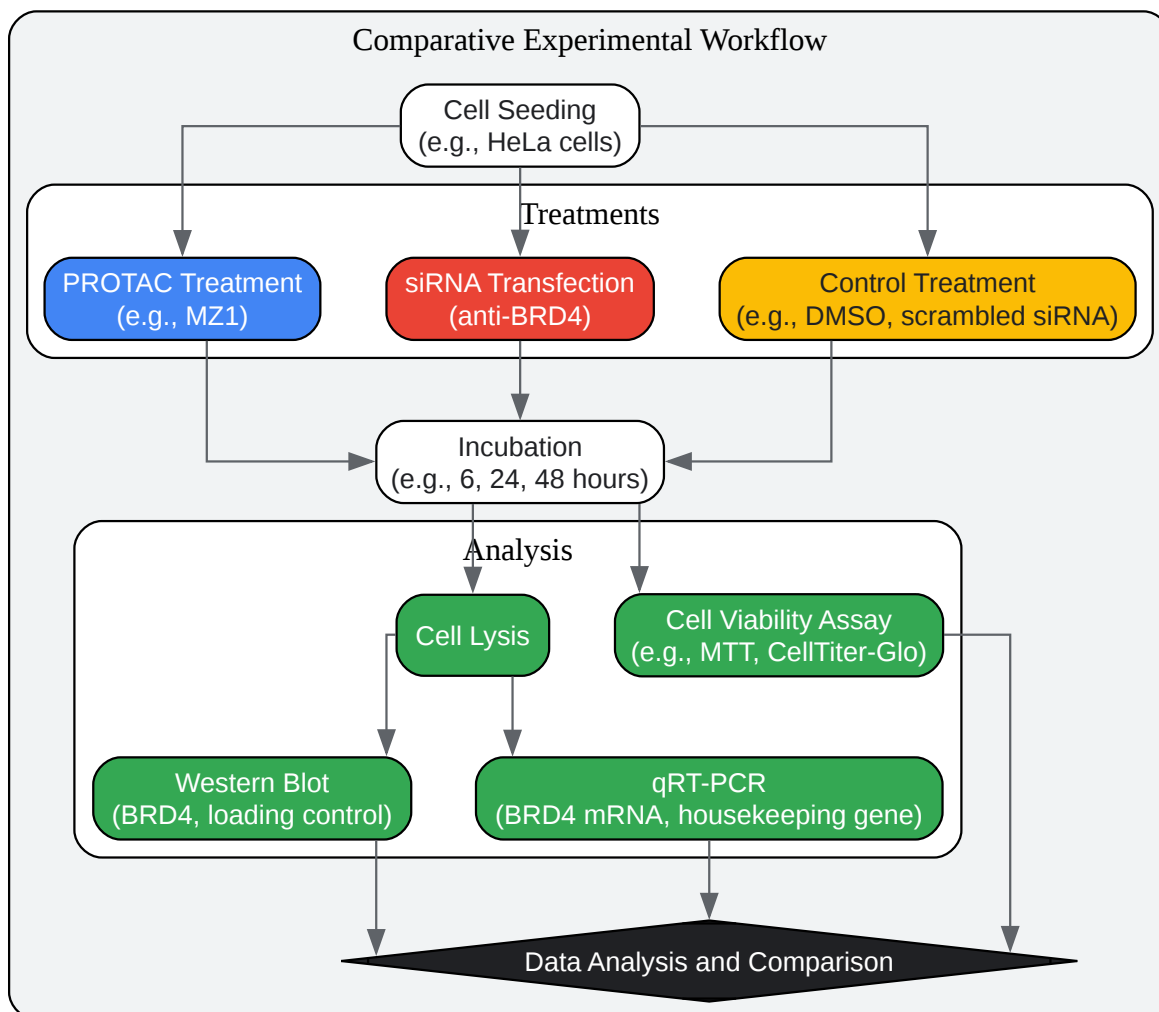 Comparative Experimental Workflow
Cell Seeding
(e.g., HeLa cells)
Treatments
PROTAC Treatment
(e.g., MZ1)
siRNA Transfection
(anti-BRD4)
Control Treatment
(e.g., DMSO, scrambled siRNA)
Incubation
(e.g., 6, 24, 48 hours)
Analysis
Cell Lysis
Cell Viability Assay
(e.g., MTT, CellTiter-Glo)
Western Blot
(BRD4, loading control)
qRT-PCR
(BRD4 mRNA, housekeeping gene)
Data Analysis and Comparison